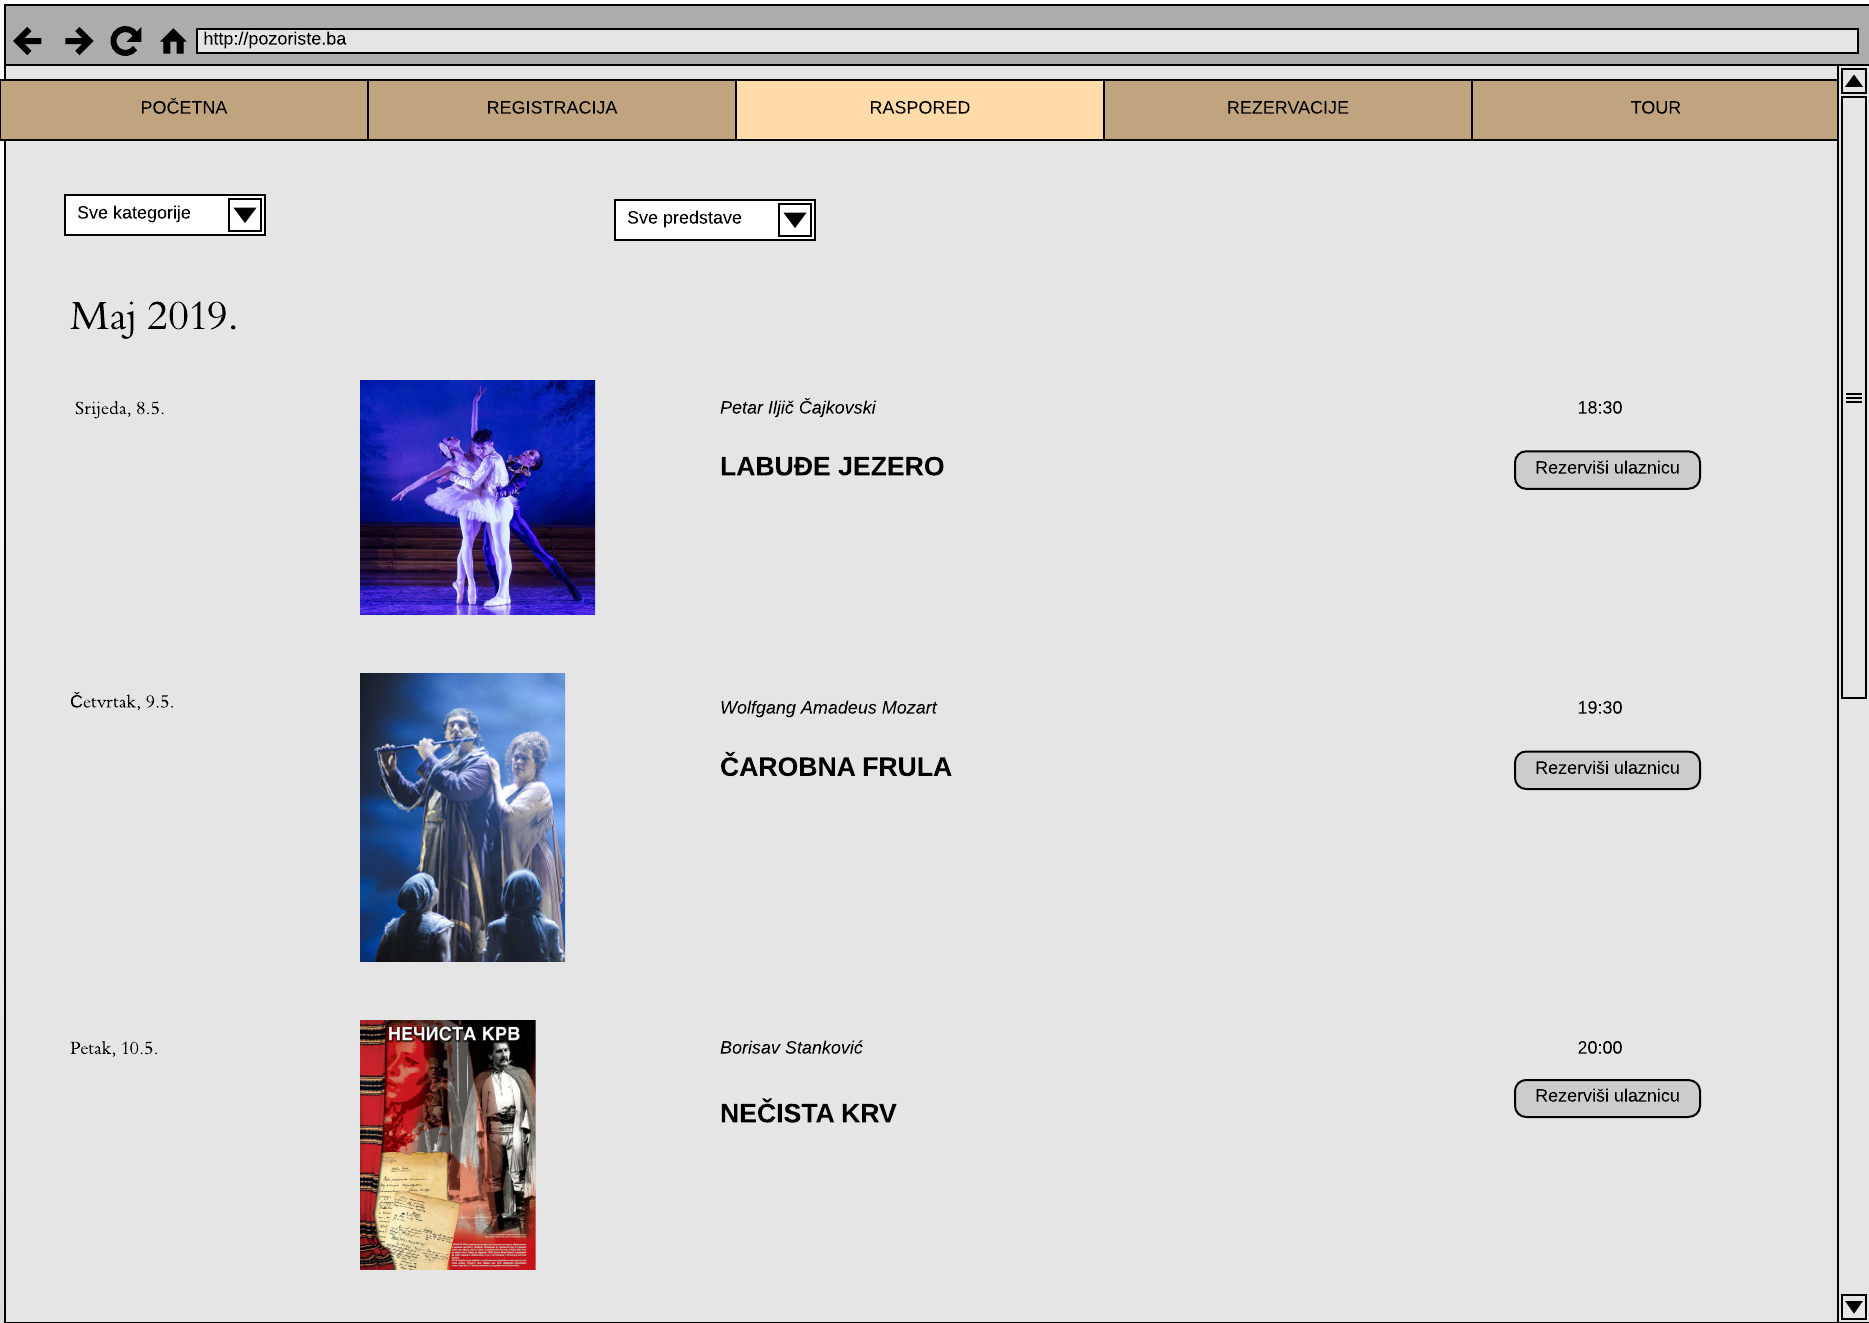 http://pozoriste.ba
POČETNA
REGISTRACIJA
RASPORED
REZERVACIJE
TOUR
Sve kategorije
Sve predstave
Maj 2019.
Srijeda, 8.5.
Petar Iljič Čajkovski
18:30
LABUĐE JEZERO
Rezerviši ulaznicu
Četvrtak, 9.5.
Wolfgang Amadeus Mozart
19:30
ČAROBNA FRULA
Rezerviši ulaznicu
Petak, 10.5.
НЕЧИСТА КРВ
Borisav Stanković
20:00
NEČISTA KRV
Rezerviši ulaznicu